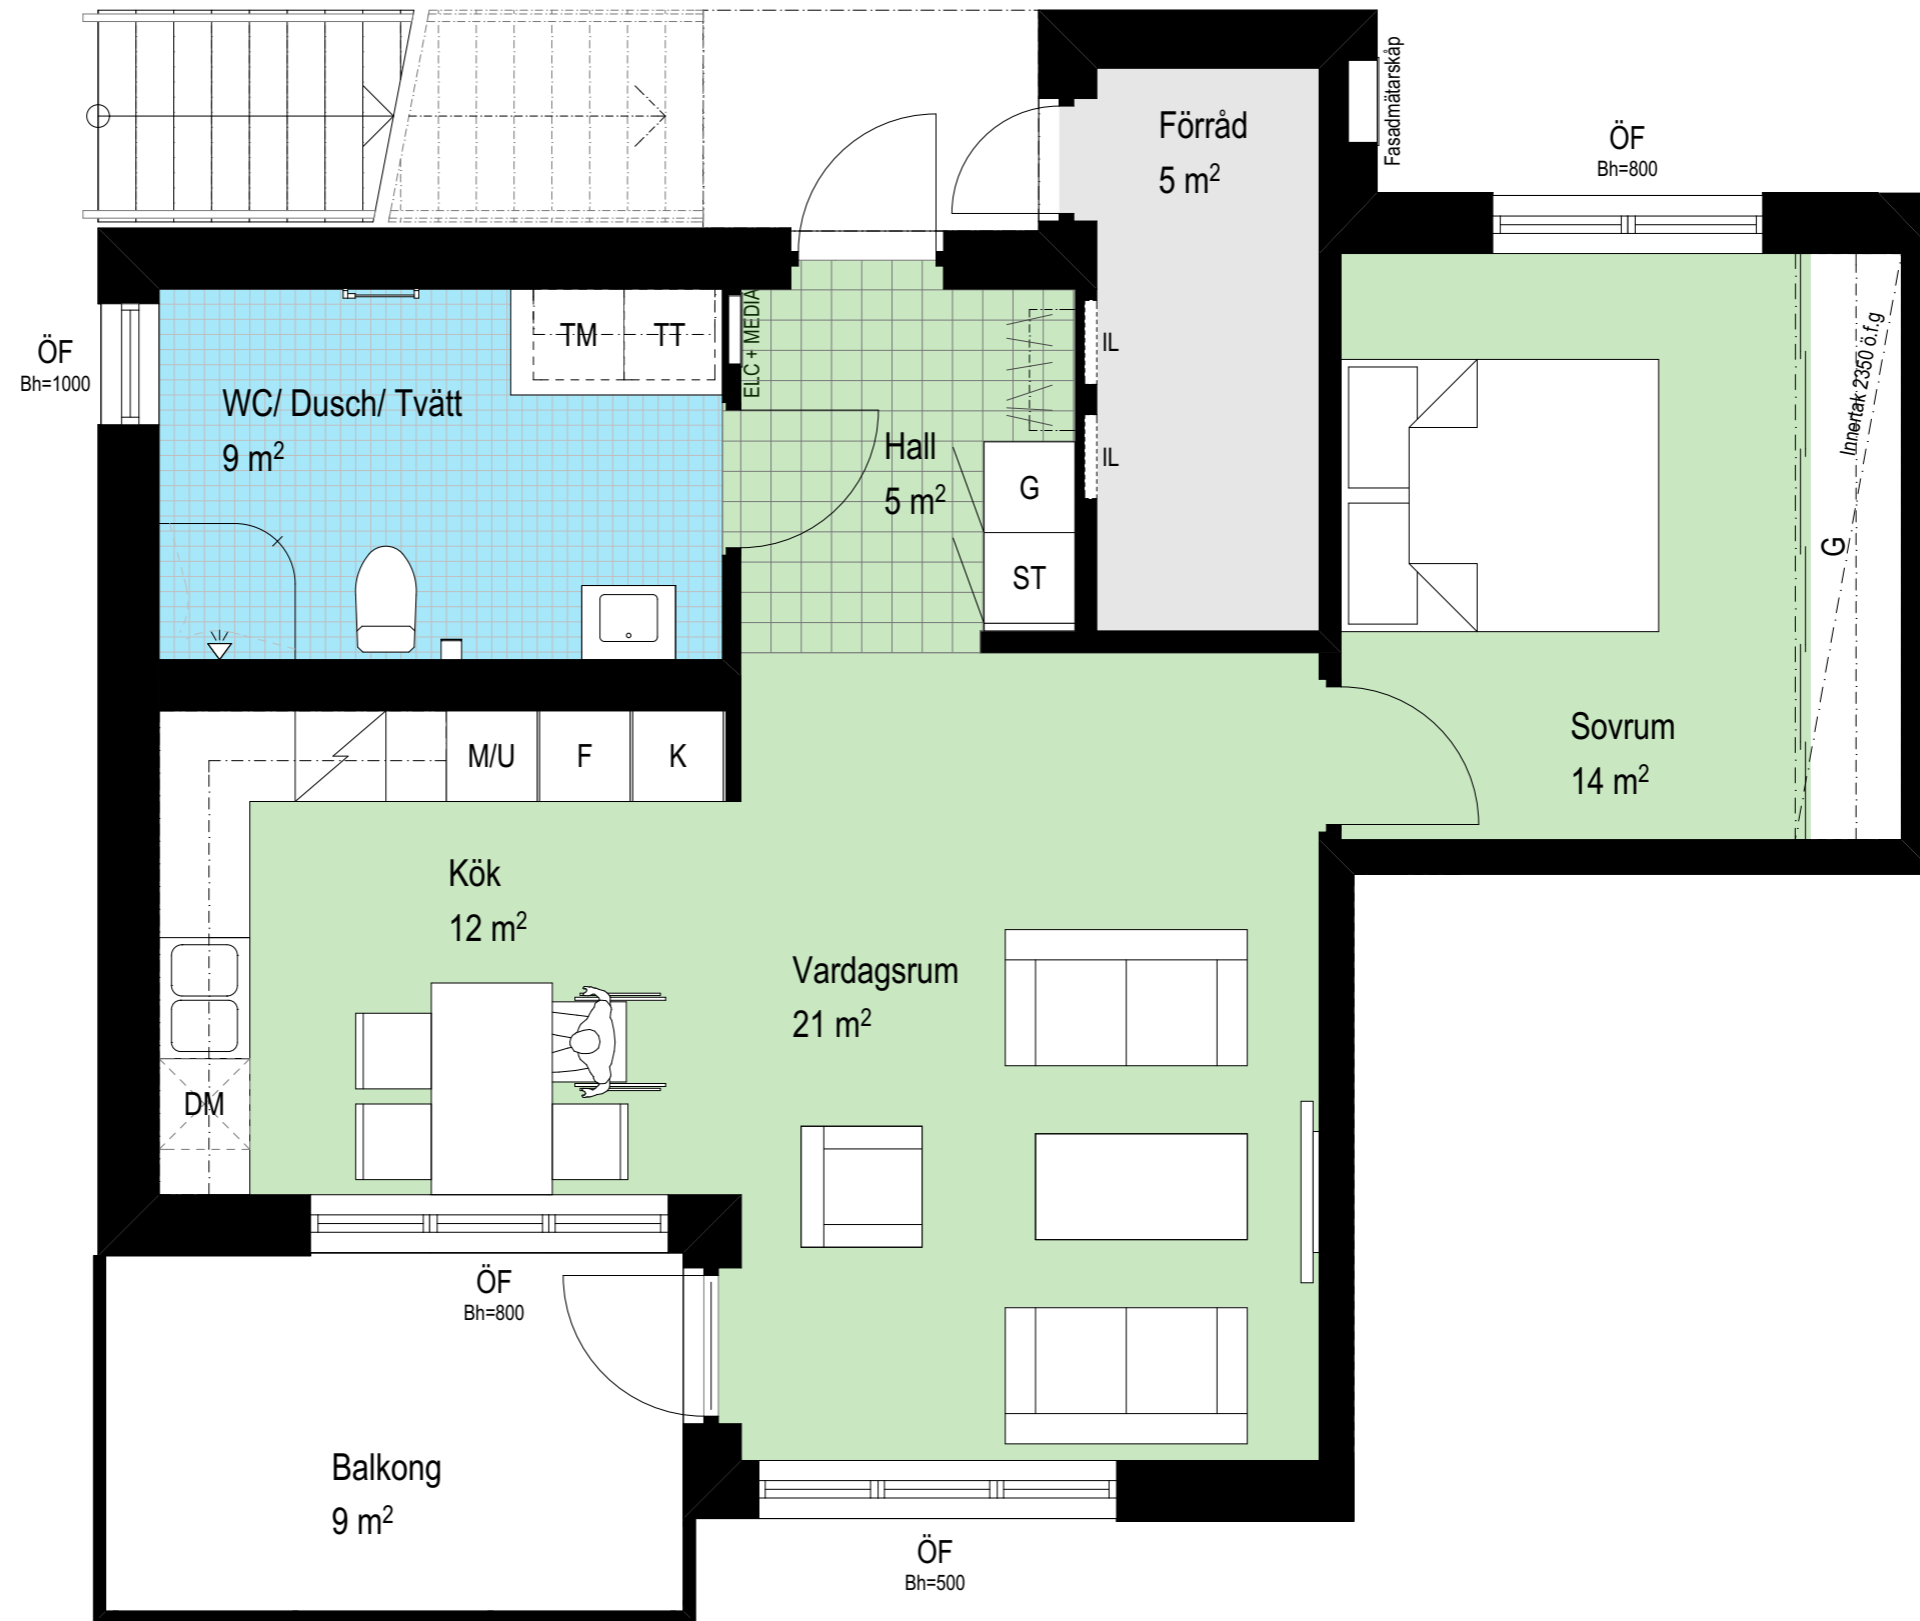 Förråd
5 m²
Fasadmätarskåp
ÖF
Bh=800
ÖF
Bh=1000
TM
TT
ELC + MEDIA
IL
WC/ Dusch/ Tvätt
9 m²
Hall
5 m²
G
IL
ST
Innertak 2350 ö.f.g
G
M/U
F
K
Sovrum
14 m²
Kök
12 m²
Vardagsrum
21 m²
DM
ÖF
Bh=800
Balkong
9 m²
ÖF
Bh=500